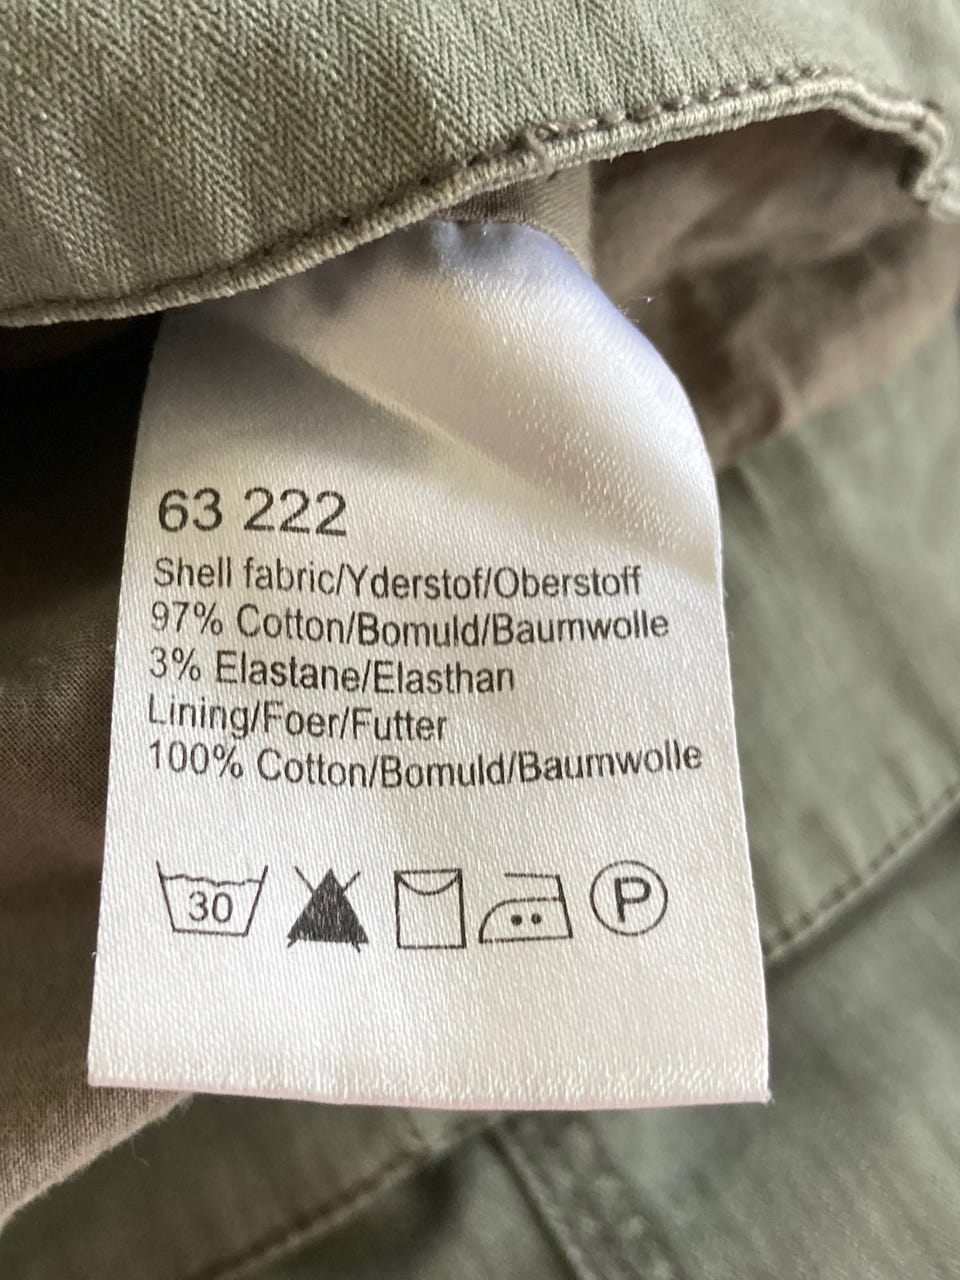 63 222
Shell fabric/Yderstof/Oberstoff
97% Cotton/Bomuld/Baumwolle
3% Elastane/Elasthan
Lining/Foer/Futter
100% Cotton/Bomuld/Baumwolle
30
P